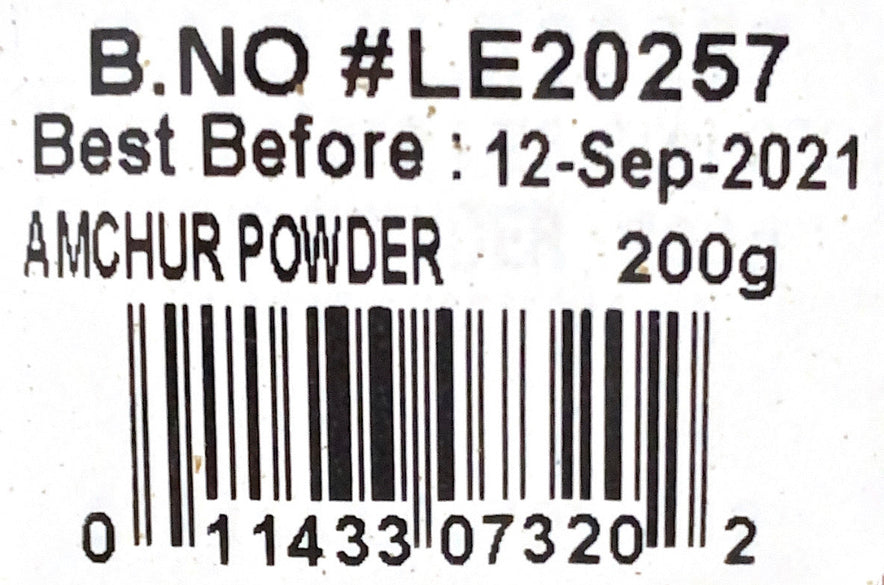 B.NO #LE20257
Best Before : 12-Sep-2021
AMCHUR POWDER 200g
0 11433 07320 2